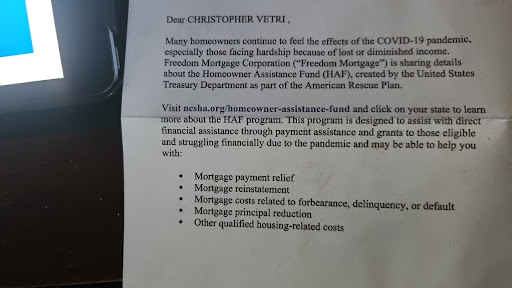 Dear CHRISTOPHER VETRI ,
Many homeowners continue to feel the effects of the COVID-19 pandemic,
especially those facing hardship because of lost or diminished income.
Freedom Mortgage Corporation ("Freedom Mortgage") is sharing details
about the Homeowner Assistance Fund (HAF), created by the United States
Treasury Department as part of the American Rescue Plan.
Visit ncsha.org/homeowner-assistance-fund and click on your state to learn
more about the HAF program. This program is designed to assist with direct
financial assistance through payment assistance and grants to those eligible
and struggling financially due to the pandemic and may be able to help you
with:
• Mortgage payment relief
• Mortgage reinstatement
• Mortgage costs related to forbearance, delinquency, or default
• Mortgage principal reduction
• Other qualified housing-related costs